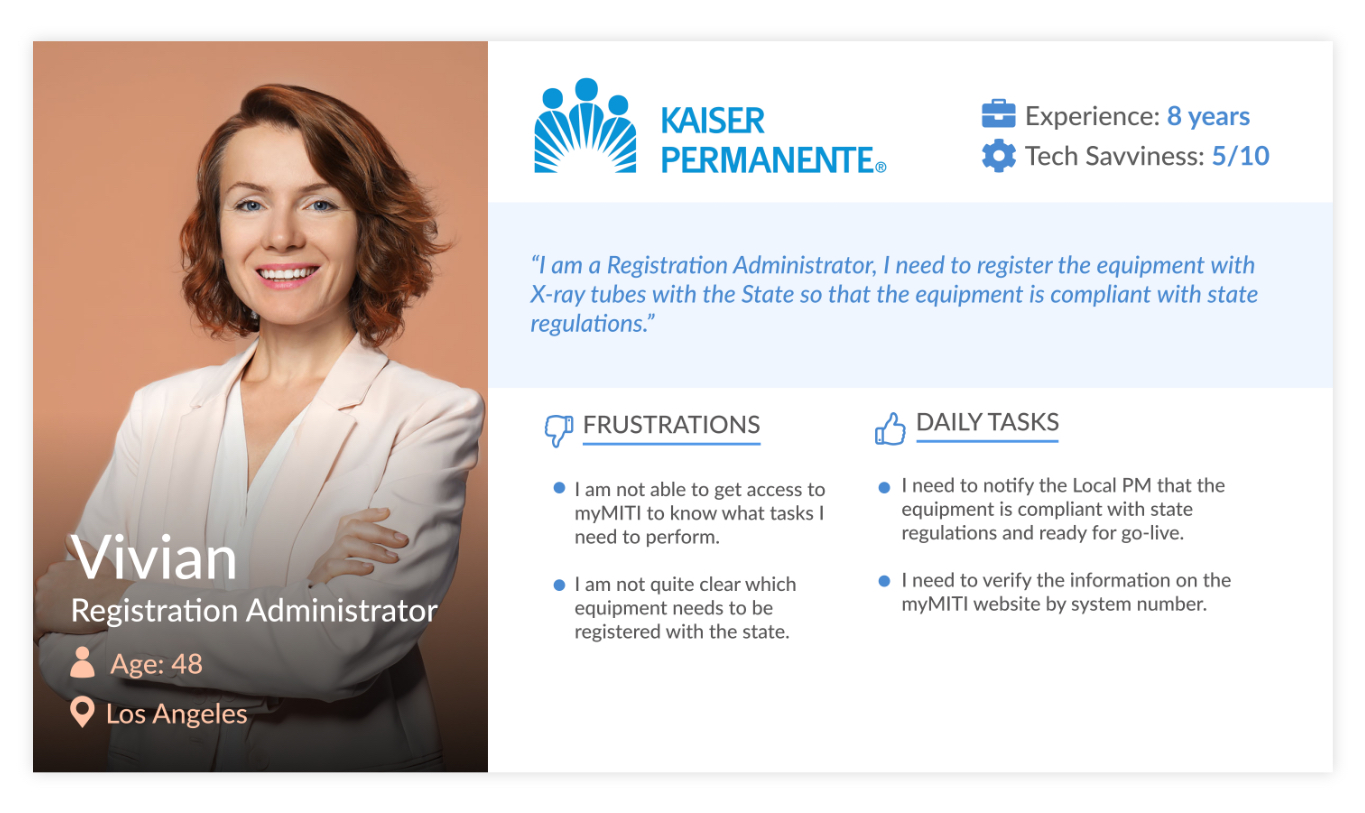 KAISER
PERMANENTE®
Experience: 8 years
Tech Savviness: 5/10
“I am a Registration Administrator, I need to register the equipment with
X-ray tubes with the State so that the equipment is compliant with state
regulations.”
Vivian
Registration Administrator
Age: 48
Los Angeles
FRUSTRATIONS
I am not able to get access to
myMITI to know what tasks I
need to perform.
I am not quite clear which
equipment needs to be
registered with the state.
DAILY TASKS
I need to notify the Local PM that the
equipment is compliant with state
regulations and ready for go-live.
I need to verify the information on the
myMITI website by system number.